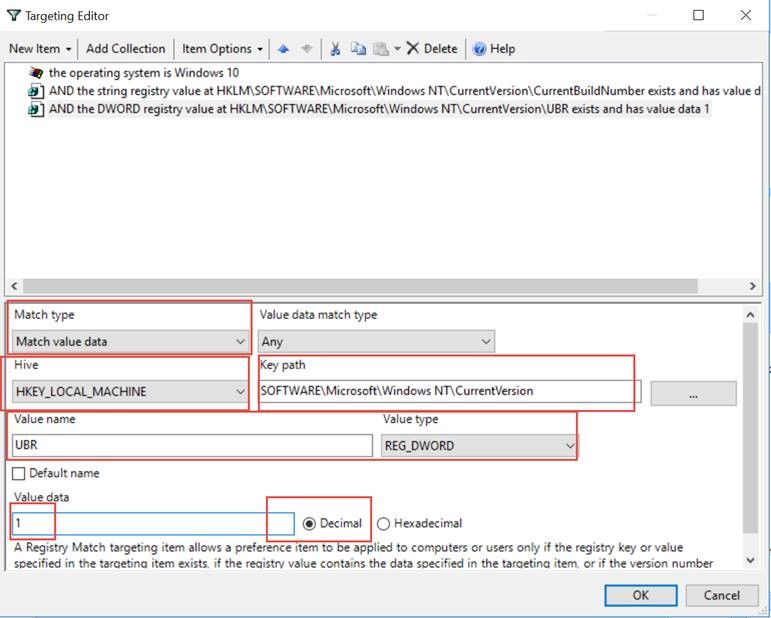 Targeting Editor
New Item Add Collection Item Options Delete Help
the operating system is Windows 10
AND the string registry value at HKLM\SOFTWARE\Microsoft\Windows NT\CurrentVersion\CurrentBuildNumber exists and has value d
AND the DWORD registry value at HKLM\SOFTWARE\Microsoft\Windows NT\CurrentVersion\UBR exists and has value data 1
Match type Value data match type
Match value data Any
Hive Key path
HKEY_LOCAL_MACHINE SOFTWARE\Microsoft\Windows NT\CurrentVersion ...
Value name Value type
UBR REG_DWORD
Default name
Value data
1 Decimal Hexadecimal
A Registry Match targeting item allows a preference item to be applied to computers or users only if the registry key or value
specified in the targeting item exists, if the registry value contains the data specified in the targeting item, or if the version number
OK Cancel